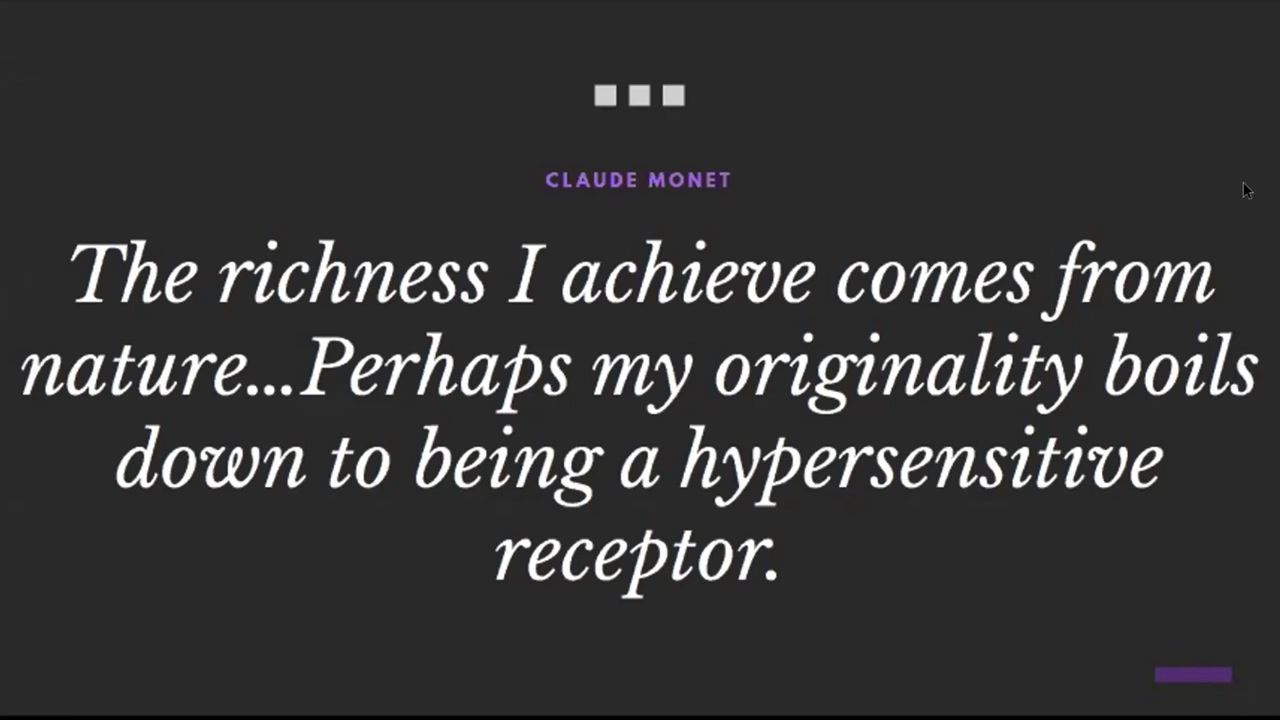 CLAUDE MONET
The richness I achieve comes from
nature...Perhaps my originality boils
down to being a hypersensitive
receptor.